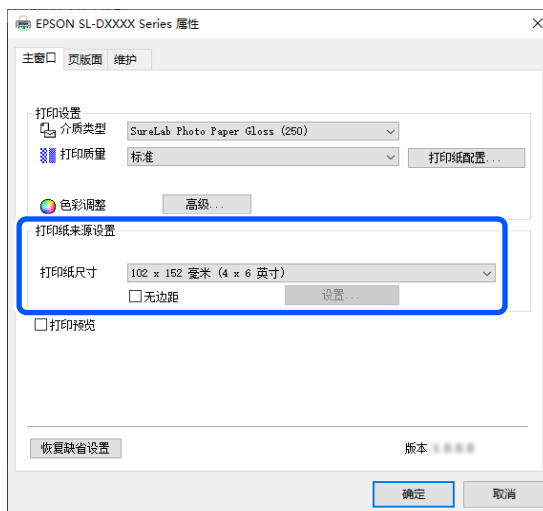 EPSON SL-DXXXX Series 属性
主窗口 页版面 维护
打印设置
介质类型 SureLab Photo Paper Gloss (250)
打印质量 标准 打印纸配置...
色彩调整 高级...
打印纸来源设置
打印纸尺寸 102 x 152 毫米 (4 x 6 英寸)
无边距 设置...
打印预览
恢复缺省设置 版本
确定 取消